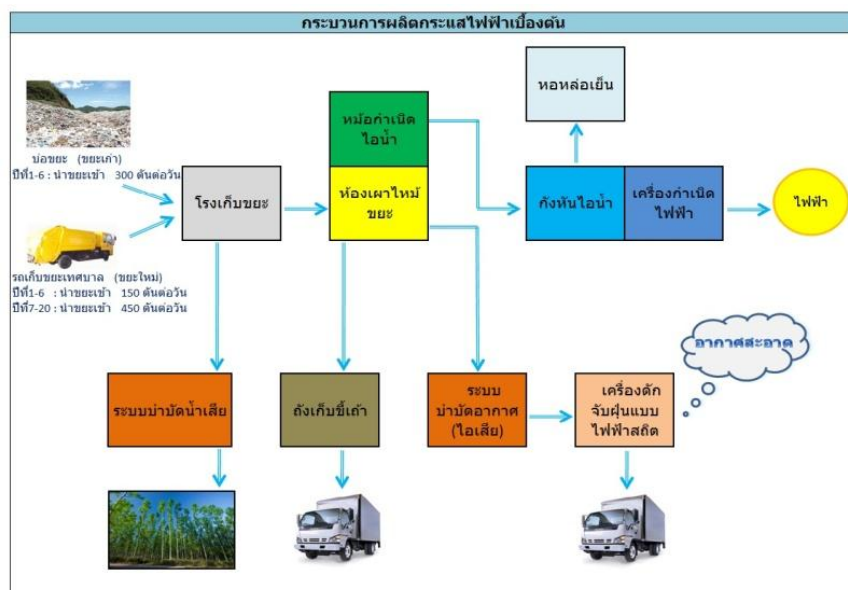 กระบวนการผลิตกระแสไฟฟ้าเบื้องต้น
บ่อขยะ (ขยะเก่า)
ปีที่1-6 : นำขยะเข้า 300 ตันต่อวัน
รถเก็บขยะเทศบาล (ขยะใหม่)
ปีที่1-6 : นำขยะเข้า 150 ตันต่อวัน
ปีที่7-20 : นำขยะเข้า 450 ตันต่อวัน
โรงเก็บขยะ
หม้อกำเนิด
ไอน้ำ
ห้องเผาไหม้
ขยะ
หอหล่อเย็น
กังหันไอน้ำ
เครื่องกำเนิด
ไฟฟ้า
ไฟฟ้า
ระบบบำบัดน้ำเสีย
ถังเก็บขี้เถ้า
ระบบ
บำบัดอากาศ
(ไอเสีย)
เครื่องดัก
จับฝุ่นแบบ
ไฟฟ้าสถิต
อากาศสะอาด